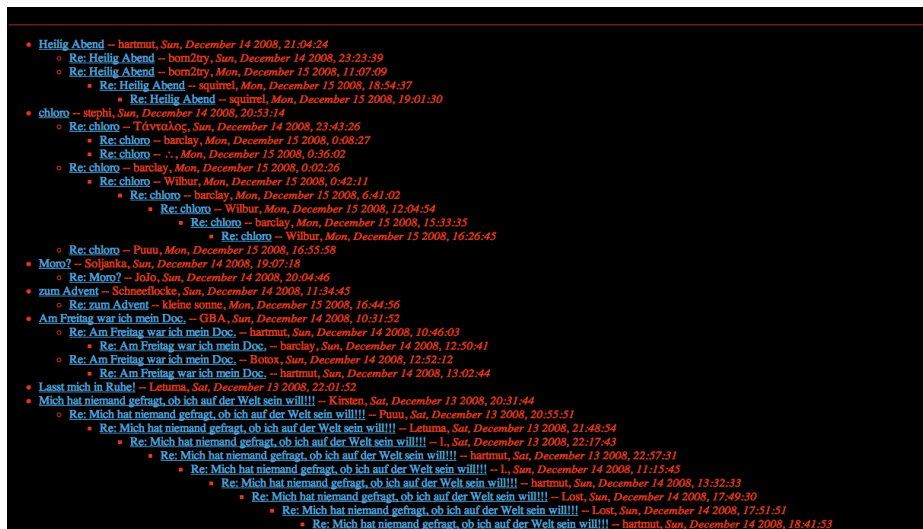 Heilig Abend -- hartmut, Sun, December 14 2008, 21:04:24
Re: Heilig Abend -- born2try, Sun, December 14 2008, 23:23:39
Re: Heilig Abend -- born2try, Mon, December 15 2008, 11:07:09
Re: Heilig Abend -- squirrel, Mon, December 15 2008, 18:54:37
Re: Heilig Abend -- squirrel, Mon, December 15 2008, 19:01:30
chloro -- stephi, Sun, December 14 2008, 20:53:14
Re: chloro -- Τάνταλος, Sun, December 14 2008, 23:43:26
Re: chloro -- barclay, Mon, December 15 2008, 0:08:27
Re: chloro -- ∴, Mon, December 15 2008, 0:36:02
Re: chloro -- barclay, Mon, December 15 2008, 0:02:26
Re: chloro -- Wilbur, Mon, December 15 2008, 0:42:11
Re: chloro -- barclay, Mon, December 15 2008, 6:41:02
Re: chloro -- Wilbur, Mon, December 15 2008, 12:04:54
Re: chloro -- barclay, Mon, December 15 2008, 15:33:35
Re: chloro -- Wilbur, Mon, December 15 2008, 16:26:45
Re: chloro -- Puuu, Mon, December 15 2008, 16:55:58
Moro? -- Soljanka, Sun, December 14 2008, 19:07:18
Re: Moro? -- JoJo, Sun, December 14 2008, 20:04:46
zum Advent -- Schneeflocke, Sun, December 14 2008, 11:34:45
Re: zum Advent -- kleine sonne, Mon, December 15 2008, 16:44:56
Am Freitag war ich mein Doc. -- GBA, Sun, December 14 2008, 10:31:52
Re: Am Freitag war ich mein Doc. -- hartmut, Sun, December 14 2008, 10:46:03
Re: Am Freitag war ich mein Doc. -- barclay, Sun, December 14 2008, 12:50:41
Re: Am Freitag war ich mein Doc. -- Botox, Sun, December 14 2008, 12:52:12
Re: Am Freitag war ich mein Doc. -- hartmut, Sun, December 14 2008, 13:02:44
Lasst mich in Ruhe! -- Letuma, Sat, December 13 2008, 22:01:52
Mich hat niemand gefragt, ob ich auf der Welt sein will!!! -- Kirsten, Sat, December 13 2008, 20:31:44
Re: Mich hat niemand gefragt, ob ich auf der Welt sein will!!! -- Puuu, Sat, December 13 2008, 20:55:51
Re: Mich hat niemand gefragt, ob ich auf der Welt sein will!!! -- Letuma, Sat, December 13 2008, 21:48:54
Re: Mich hat niemand gefragt, ob ich auf der Welt sein will!!! -- l., Sat, December 13 2008, 22:17:43
Re: Mich hat niemand gefragt, ob ich auf der Welt sein will!!! -- hartmut, Sat, December 13 2008, 22:57:31
Re: Mich hat niemand gefragt, ob ich auf der Welt sein will!!! -- l., Sun, December 14 2008, 11:15:45
Re: Mich hat niemand gefragt, ob ich auf der Welt sein will!!! -- hartmut, Sun, December 14 2008, 13:32:33
Re: Mich hat niemand gefragt, ob ich auf der Welt sein will!!! -- Lost, Sun, December 14 2008, 17:49:30
Re: Mich hat niemand gefragt, ob ich auf der Welt sein will!!! -- Lost, Sun, December 14 2008, 17:51:51
Re: Mich hat niemand gefragt, ob ich auf der Welt sein will!!! -- hartmut, Sun, December 14 2008, 18:41:53